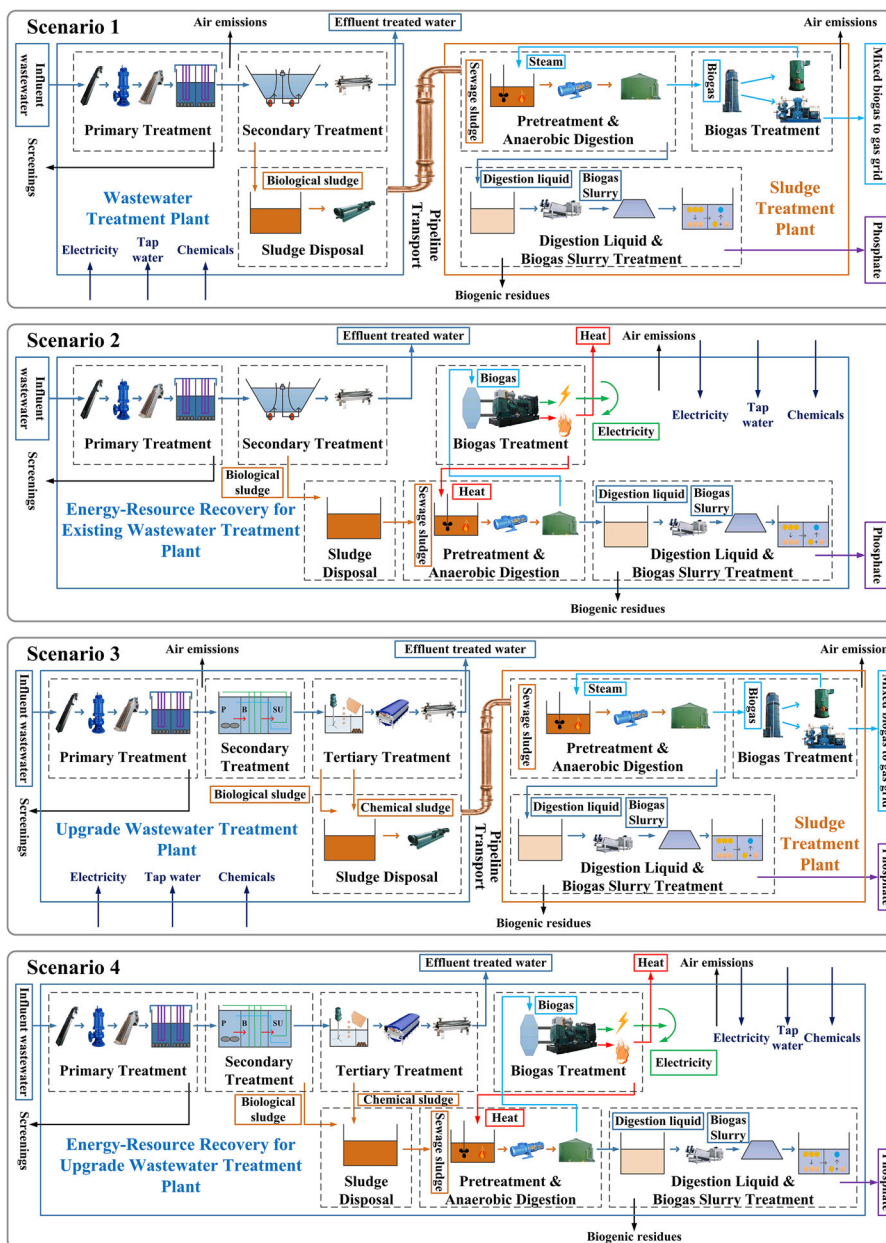 Scenario 1
Air emissions
Effluent treated water
Air emissions
Influent
wastewater
Primary Treatment
Secondary Treatment
Screenings
Biological sludge
Sludge Disposal
Wastewater
Treatment Plant
Electricity
Tap
water
Chemicals
Pipeline
Transport
Sewage sludge
Steam
Pretreatment &
Anaerobic Digestion
Biogas
Biogas Treatment
Mixed biogas to gas grid
Digestion liquid
Biogas
Slurry
Digestion Liquid &
Biogas Slurry Treatment
Sludge
Treatment
Plant
Phosphate
Biogenic residues
Scenario 2
Effluent treated water
Heat
Air emissions
Influent
wastewater
Primary Treatment
Secondary Treatment
Biogas
Biogas Treatment
Electricity
Electricity
Tap
water
Chemicals
Screenings
Biological
sludge
Energy-Resource Recovery for
Existing Wastewater Treatment
Plant
Sludge
Disposal
Sewage sludge
Heat
Pretreatment &
Anaerobic Digestion
Digestion liquid
Biogas
Slurry
Digestion Liquid &
Biogas Slurry Treatment
Phosphate
Biogenic residues
Scenario 3
Air emissions
Effluent treated water
Air emission
Influent wastewater
Primary Treatment
P
B
SU
Secondary
Treatment
Tertiary Treatment
Screenings
Biological sludge
Chemical sludge
Sludge Disposal
Upgrade Wastewater Treatment
Plant
Electricity
Tap water
Chemicals
Pipeline
Transport
Sewage sludge
Steam
Pretreatment &
Anaerobic Digestion
Biogas
Biogas Treatment
Mixed biogas to gas grid
Digestion liquid
Biogas
Slurry
Digestion Liquid &
Biogas Slurry Treatment
Sludge
Treatment
Plant
Phosphate
Biogenic residues
Scenario 4
Effluent treated water
Heat
Air emissions
Influent wastewater
Primary Treatment
P
B
SU
Secondary
Treatment
Tertiary Treatment
Biogas
Biogas Treatment
Electricity
Electricity
Tap
water
Chemicals
Screenings
Biological
sludge
Chemical sludge
Energy-Resource Recovery for
Upgrade Wastewater Treatment
Plant
Sludge
Disposal
Sewage sludge
Heat
Pretreatment &
Anaerobic Digestion
Digestion liquid
Biogas
Slurry
Digestion Liquid &
Biogas Slurry Treatment
Phosphate
Biogenic residues